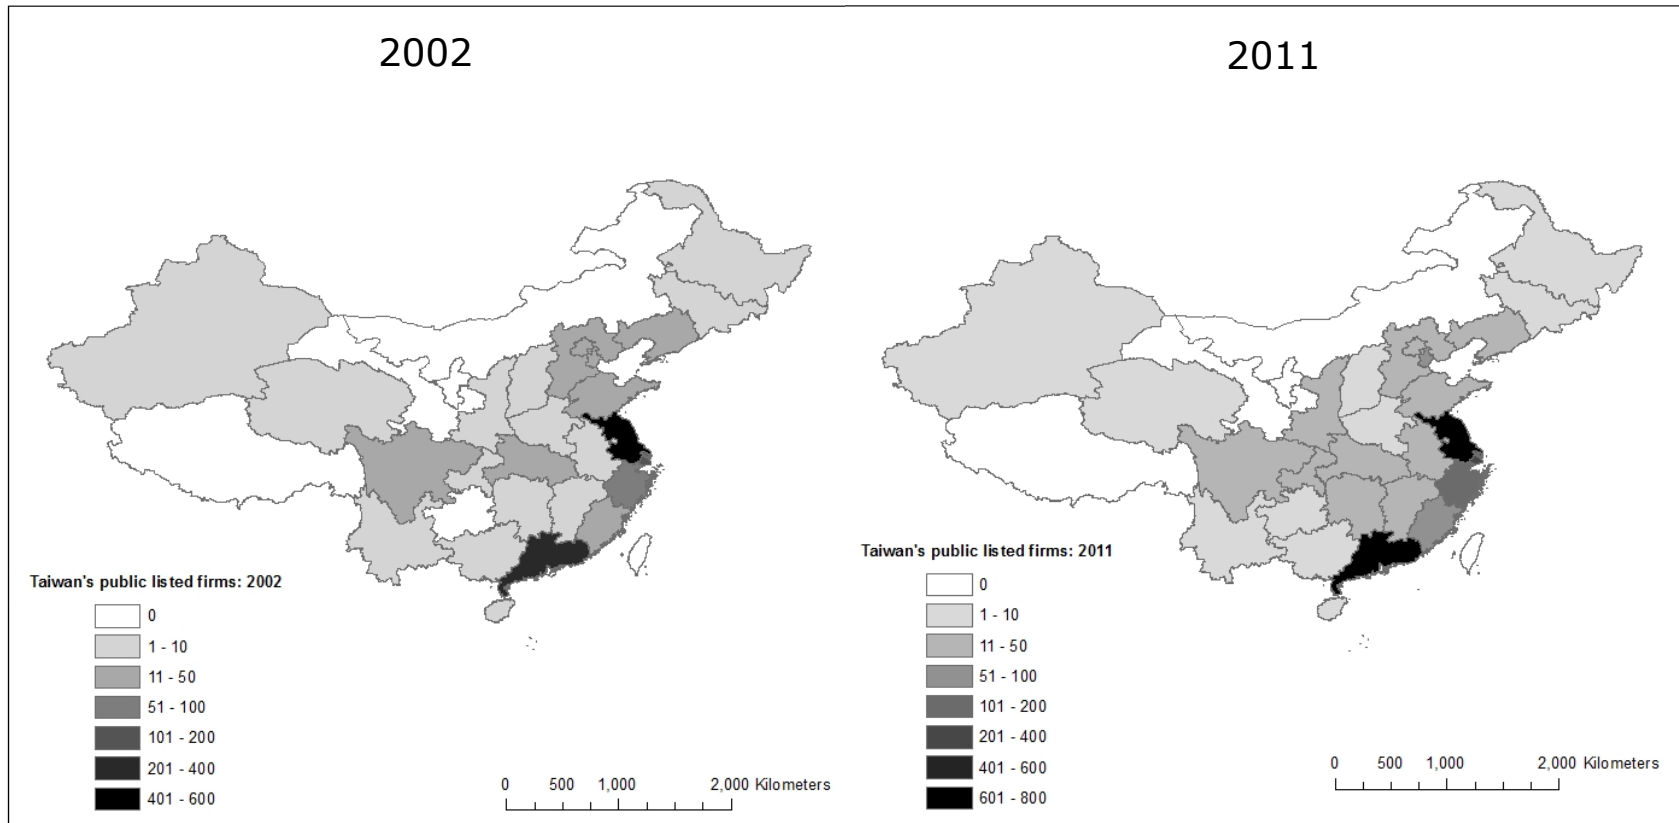 2002
2011
Taiwan's public listed firms: 2002
0
1 - 10
11 - 50
51 - 100
101 - 200
201 - 400
401 - 600
0 500 1,000 2,000 Kilometers
Taiwan's public listed firms: 2011
0
1 - 10
11 - 50
51 - 100
101 - 200
201 - 400
401 - 600
601 - 800
0 500 1,000 2,000 Kilometers